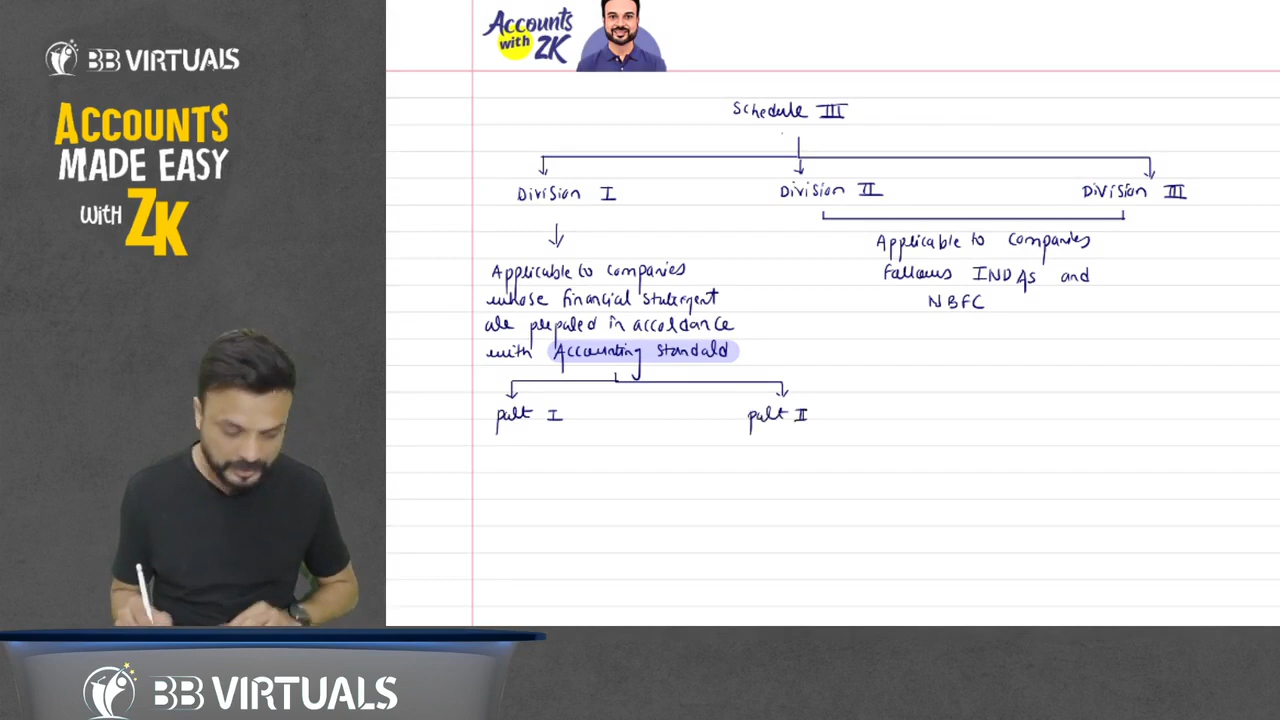 BB VIRTUALS
ACCOUNTS
MADE EASY
with ZK
Accounts
with ZK
Schedule III
Division I
Division II
Division III
Applicable to companies
whose financial statement
are prepared in accordance
with Accounting standard
Applicable to companies
follows INDAS and
NBFC
part I
part II
BB VIRTUALS